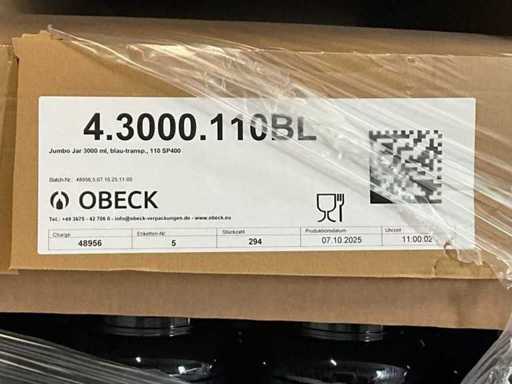 4.3000.110BL
Jumbo Jar 3000 ml, blau-transp., 110 SP400
Batch-Nr.: 48956;5;07.10.25;11:00
OBECK
Tel.: +49 3675 - 42 706 0 - info@obeck-verpackungen.de - www.obeck.eu
Charge Etiketten-Nr. Stückzahl Produktionsdatum Uhrzeit
48956 5 294 07.10.2025 11:00:02